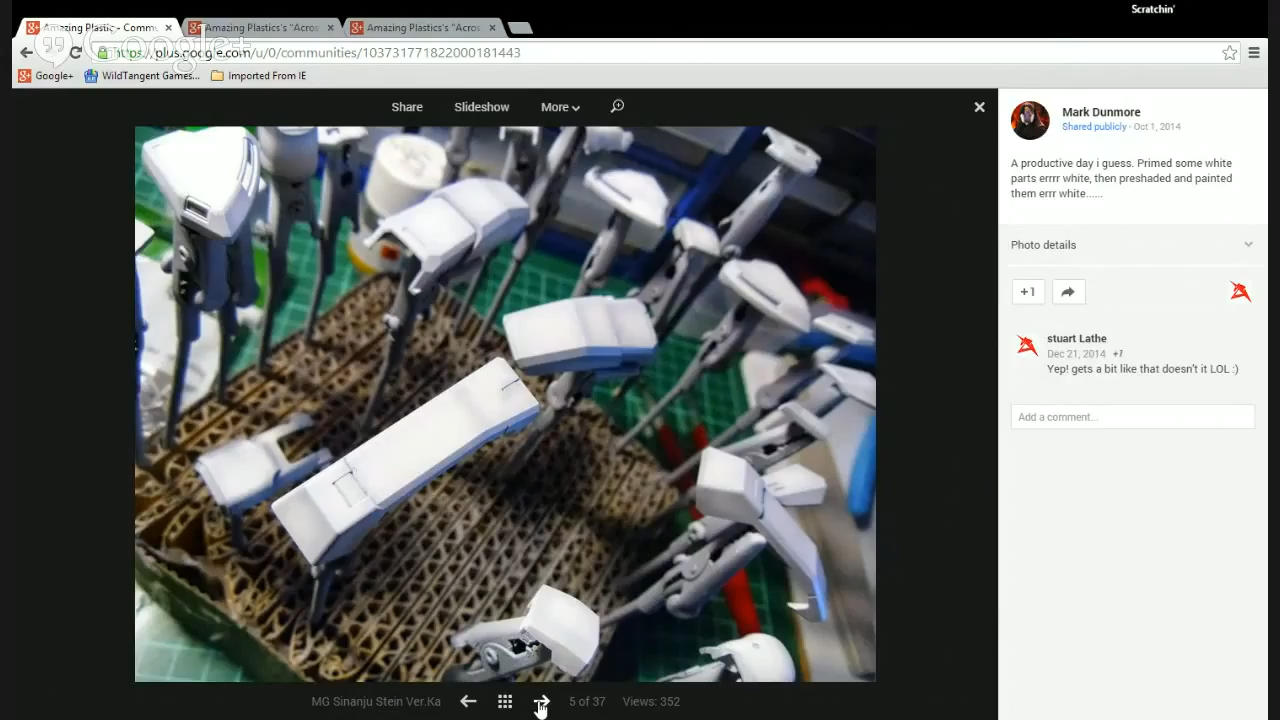 Scratchin'
Amazing Plastic - Commu
Amazing Plastics's "Acros
Amazing Plastics's "Acros
Google+
https://plus.google.com/u/0/communities/103731771822000181443
Google+
WildTangent Games...
Imported From IE
Share
Slideshow
More
Mark Dunmore
Shared publicly - Oct 1, 2014
A productive day i guess. Primed some white
parts errrr white, then preshaded and painted
them errr white......
Photo details
+1
stuart Lathe
Dec 21, 2014 +1
Yep! gets a bit like that doesn't it LOL :)
Add a comment...
MG Sinanju Stein Ver.Ka
5 of 37
Views: 352